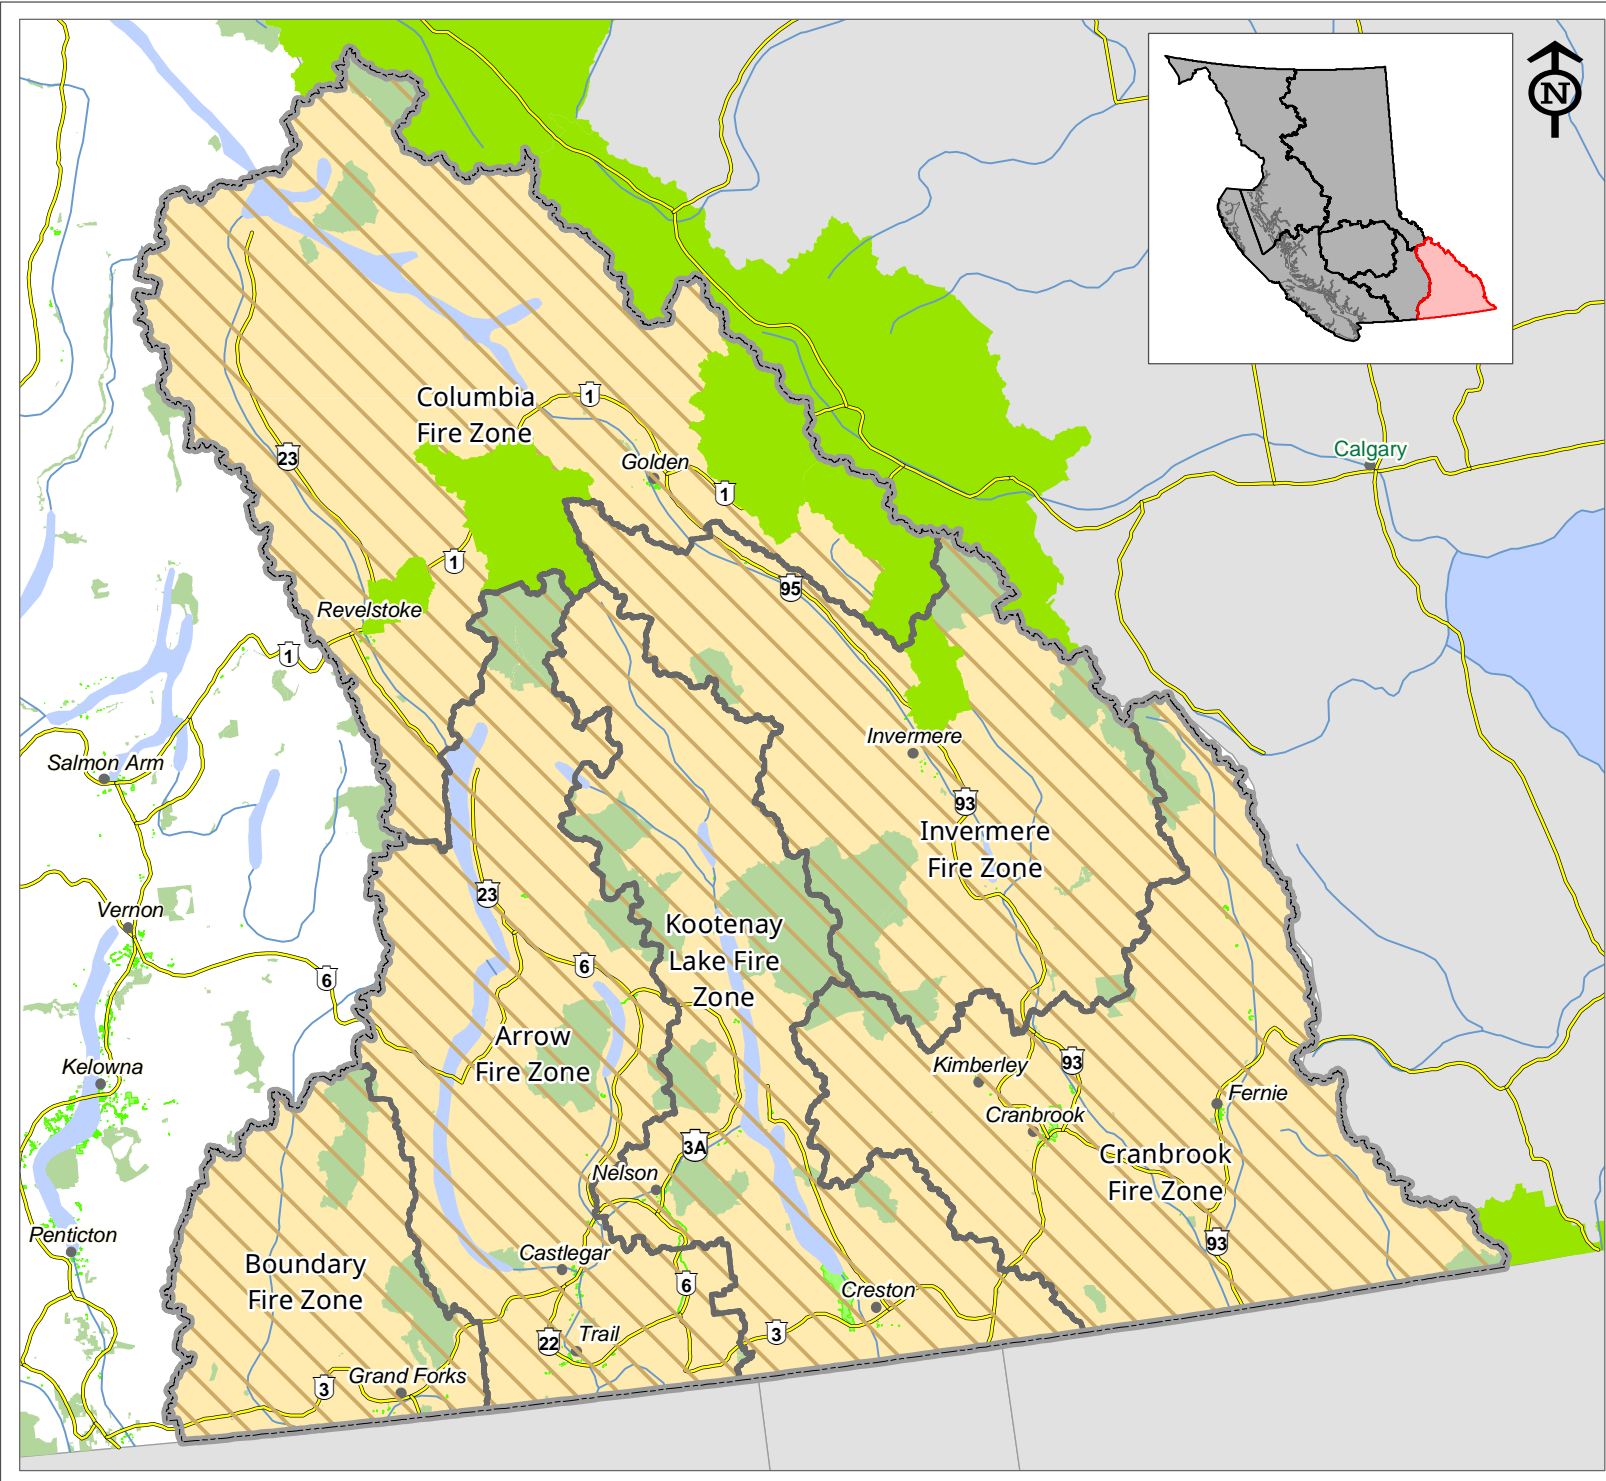 N
Columbia
Fire Zone
1
23
Golden
1
Calgary
1
95
Revelstoke
1
Invermere
Salmon Arm
93
Invermere
Fire Zone
23
Vernon
Kootenay
Lake Fire
Zone
6
6
Arrow
Fire Zone
Kelowna
Kimberley
93
Fernie
Cranbrook
3A
Cranbrook
Fire Zone
Nelson
Penticton
Castlegar
93
Boundary
Fire Zone
6
Creston
22
Trail
3
Grand Forks
3